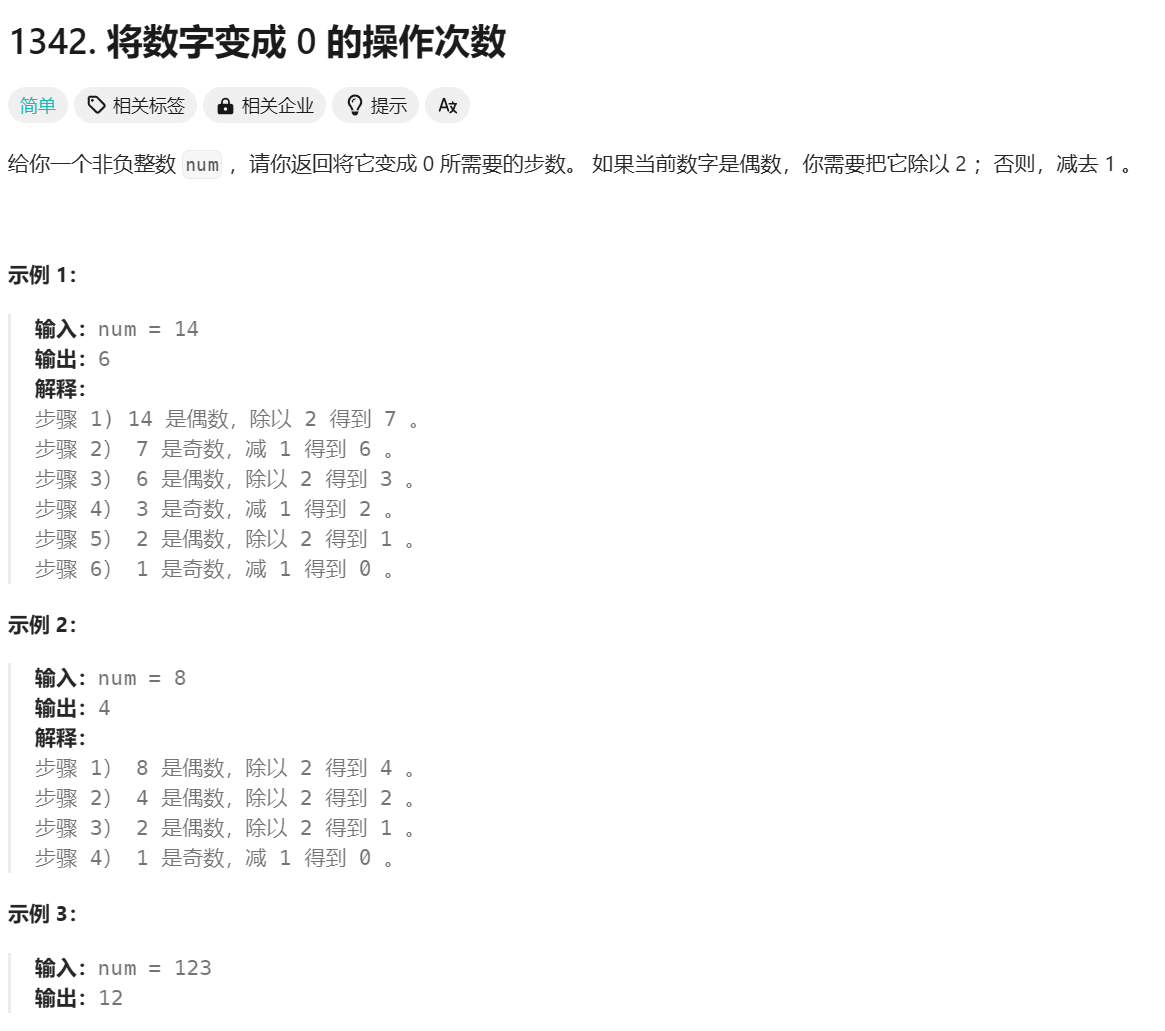 1342. 将数字变成 0 的操作次数
简单 相关标签 相关企业 提示 A文
给你一个非负整数 num ，请你返回将它变成 0 所需要的步数。 如果当前数字是偶数，你需要把它除以 2 ；否则，减去 1 。
示例 1：
输入：num = 14
输出：6
解释：
步骤 1) 14 是偶数，除以 2 得到 7 。
步骤 2） 7 是奇数，减 1 得到 6 。
步骤 3） 6 是偶数，除以 2 得到 3 。
步骤 4） 3 是奇数，减 1 得到 2 。
步骤 5） 2 是偶数，除以 2 得到 1 。
步骤 6） 1 是奇数，减 1 得到 0 。
示例 2：
输入：num = 8
输出：4
解释：
步骤 1） 8 是偶数，除以 2 得到 4 。
步骤 2） 4 是偶数，除以 2 得到 2 。
步骤 3） 2 是偶数，除以 2 得到 1 。
步骤 4） 1 是奇数，减 1 得到 0 。
示例 3：
输入：num = 123
输出：12